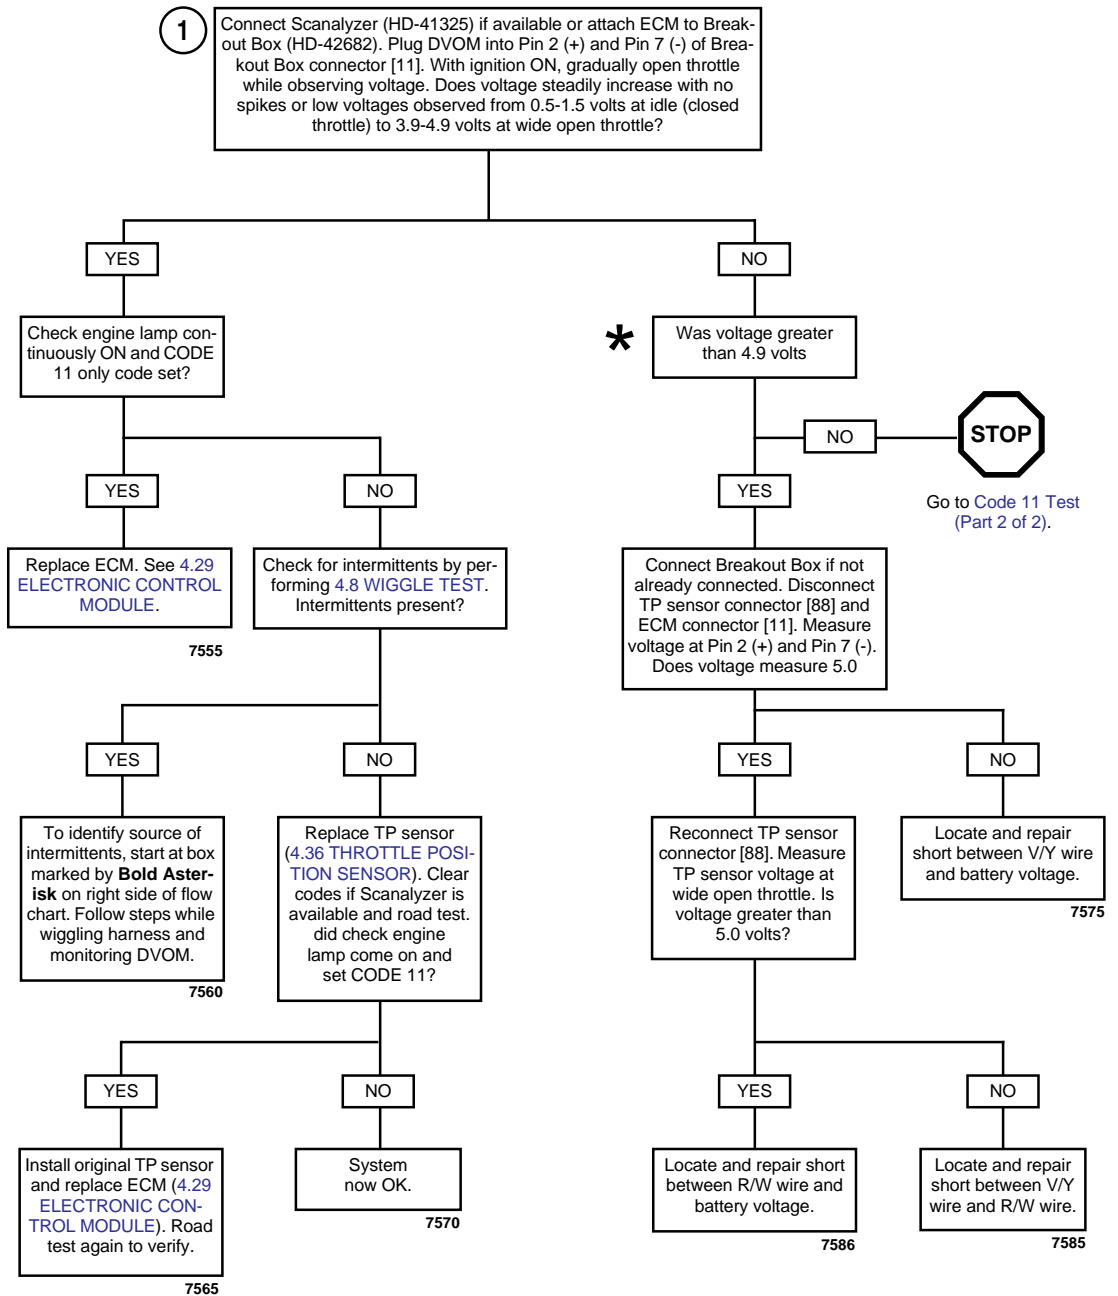 1
Connect Scanalyzer (HD-41325) if available or attach ECM to Break-
out Box (HD-42682). Plug DVOM into Pin 2 (+) and Pin 7 (-) of Brea-
kout Box connector [11]. With ignition ON, gradually open throttle
while observing voltage. Does voltage steadily increase with no
spikes or low voltages observed from 0.5-1.5 volts at idle (closed
throttle) to 3.9-4.9 volts at wide open throttle?
YES
NO
Check engine lamp con-
tinuously ON and CODE
11 only code set?
*
Was voltage greater
than 4.9 volts
NO
STOP
Go to Code 11 Test
(Part 2 of 2).
YES
NO
YES
Replace ECM. See 4.29
ELECTRONIC CONTROL
MODULE.
7555
Check for intermittents by per-
forming 4.8 WIGGLE TEST.
Intermittents present?
Connect Breakout Box if not
already connected. Disconnect
TP sensor connector [88] and
ECM connector [11]. Measure
voltage at Pin 2 (+) and Pin 7 (-).
Does voltage measure 5.0
YES
NO
YES
NO
To identify source of
intermittents, start at box
marked by Bold Aster-
isk on right side of flow
chart. Follow steps while
wiggling harness and
monitoring DVOM.
7560
Replace TP sensor
(4.36 THROTTLE POSI-
TION SENSOR). Clear
codes if Scanalyzer is
available and road test.
did check engine
lamp come on and
set CODE 11?
Reconnect TP sensor
connector [88]. Measure
TP sensor voltage at
wide open throttle. Is
voltage greater than
5.0 volts?
Locate and repair
short between V/Y wire
and battery voltage.
7575
YES
NO
YES
NO
Install original TP sensor
and replace ECM (4.29
ELECTRONIC CON-
TROL MODULE). Road
test again to verify.
7565
System
now OK.
7570
Locate and repair short
between R/W wire and
battery voltage.
7586
Locate and repair
short between V/Y
wire and R/W wire.
7585